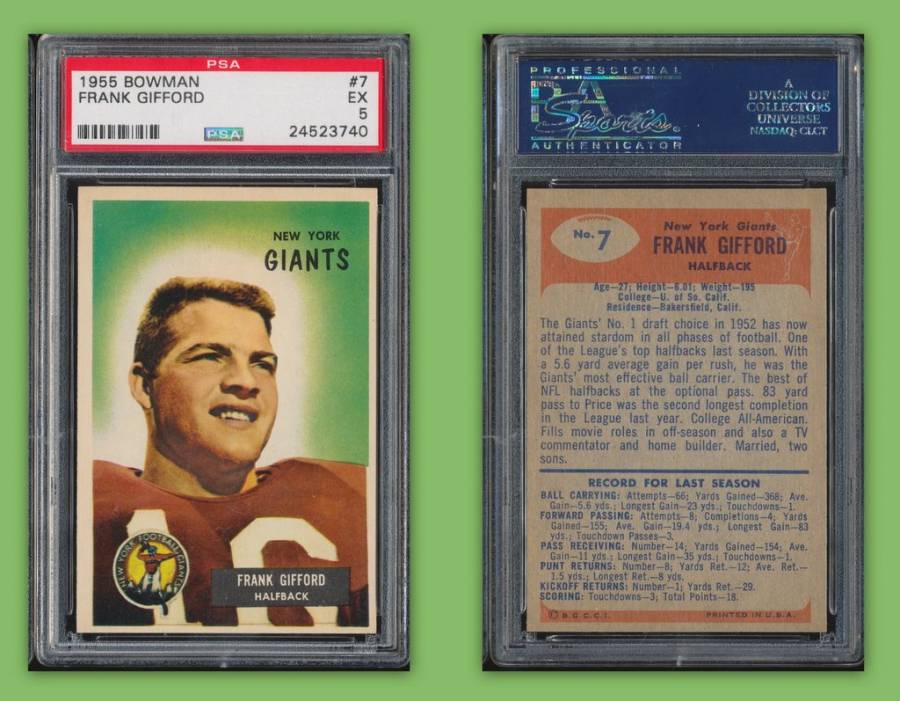 PSA
1955 BOWMAN #7
FRANK GIFFORD EX
5
PSA 24523740
NEW YORK
GIANTS
16
NEW YORK FOOTBALL GIANTS
FRANK GIFFORD
HALFBACK
PROFESSIONAL
Sports
AUTHENTICATOR
A
DIVISION OF
COLLECTORS
UNIVERSE
NASDAQ: CLCT
No. 7
New York Giants
FRANK GIFFORD
HALFBACK
Age—27; Height—6.01; Weight—195
College—U. of So. Calif.
Residence—Bakersfield, Calif.
The Giants' No. 1 draft choice in 1952 has now
attained stardom in all phases of football. One
of the League's top halfbacks last season. With
a 5.6 yard average gain per rush, he was the
Giants' most effective ball carrier. The best of
NFL halfbacks at the optional pass. 83 yard
pass to Price was the second longest completion
in the League last year. College All-American.
Fills movie roles in off-season and also a TV
commentator and home builder. Married, two
sons.
RECORD FOR LAST SEASON
BALL CARRYING: Attempts—66; Yards Gained—368; Ave.
Gain—5.6 yds.; Longest Gain—23 yds.; Touchdowns—1.
FORWARD PASSING: Attempts—8; Completions—4; Yards
Gained—155; Ave. Gain—19.4 yds.; Longest Gain—83
yds.; Touchdown Passes—3.
PASS RECEIVING: Number—14; Yards Gained—154; Ave.
Gain—11 yds.; Longest Gain—35 yds.; Touchdowns—1.
PUNT RETURNS: Number—8; Yards Ret.—12; Ave. Ret.—
1.5 yds.; Longest Ret.—8 yds.
KICKOFF RETURNS: Number—1; Yards Ret.—29.
SCORING: Touchdowns—3; Total Points—18.
© B.G.C.C.I. PRINTED IN U.S.A.